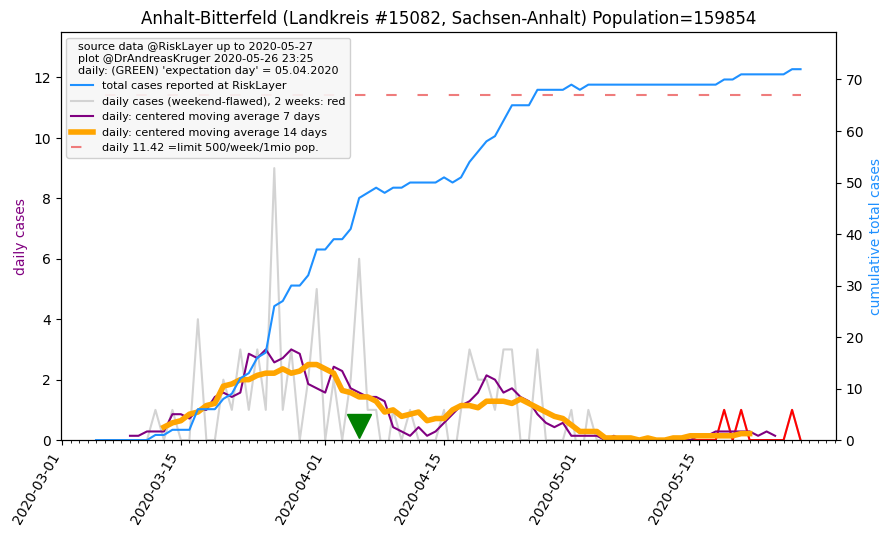 Anhalt-Bitterfeld (Landkreis #15082, Sachsen-Anhalt) Population=159854
source data @RiskLayer up to 2020-05-27
plot @DrAndreasKruger 2020-05-26 23:25
daily: (GREEN) 'expectation day' = 05.04.2020
total cases reported at RiskLayer
daily cases (weekend-flawed), 2 weeks: red
daily: centered moving average 7 days
daily: centered moving average 14 days
daily 11.42 =limit 500/week/1mio pop.
daily cases
12
10
8
6
4
2
0
cumulative total cases
70
60
50
40
30
20
10
0
2020-03-01
2020-03-15
2020-04-01
2020-04-15
2020-05-01
2020-05-15